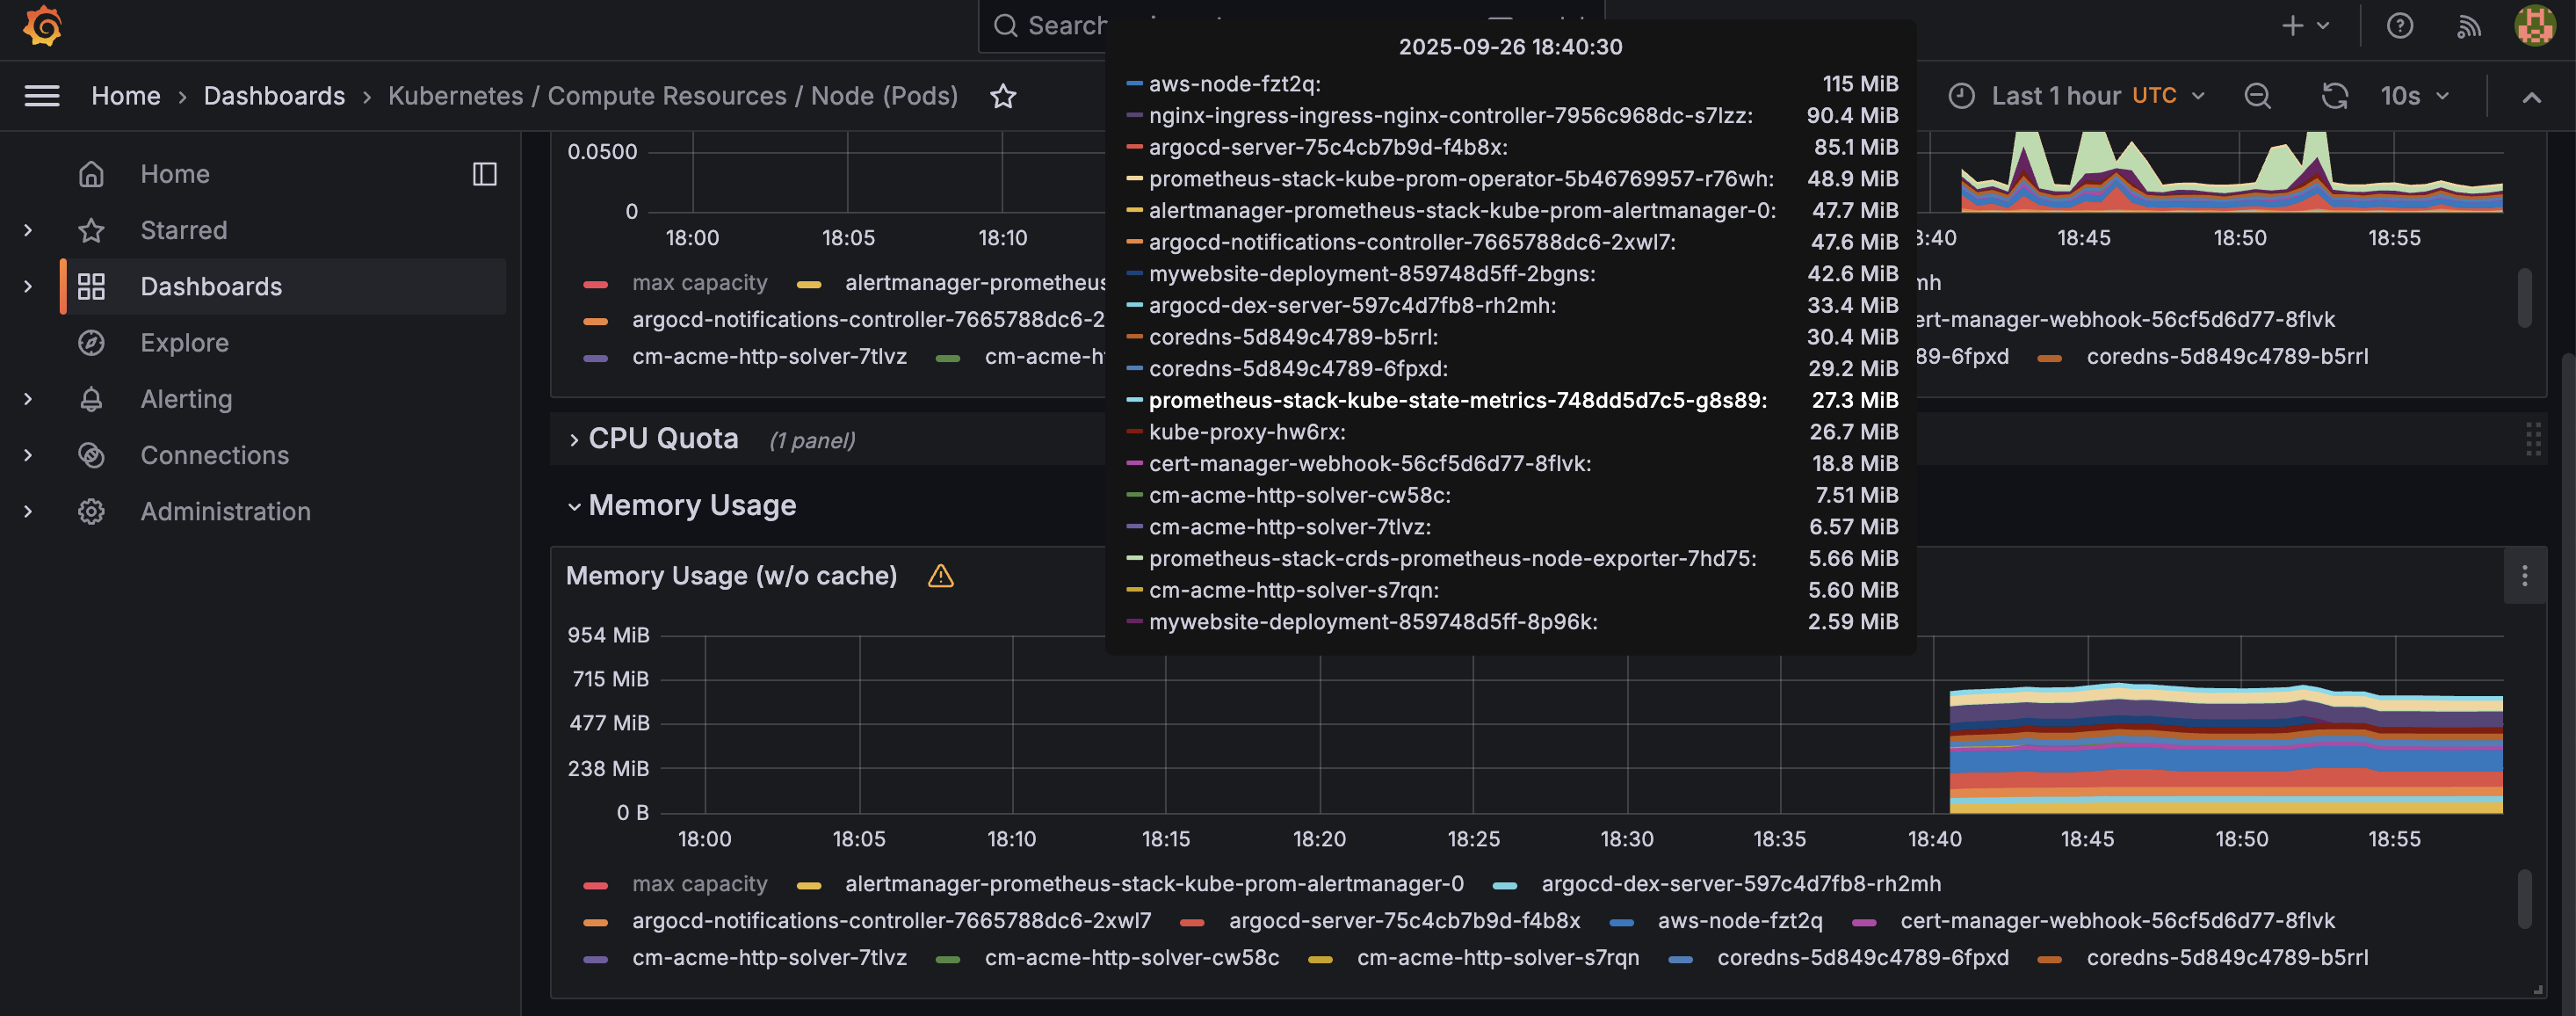 Search
2025-09-26 18:40:30
Home › Dashboards › Kubernetes / Compute Resources / Node (Pods)
Last 1 hour UTC
10s
Home
Starred
Dashboards
Explore
Alerting
Connections
Administration
aws-node-fzt2q: 115 MiB
nginx-ingress-ingress-nginx-controller-7956c968dc-s7lzz: 90.4 MiB
argocd-server-75c4cb7b9d-f4b8x: 85.1 MiB
prometheus-stack-kube-prom-operator-5b46769957-r76wh: 48.9 MiB
alertmanager-prometheus-stack-kube-prom-alertmanager-0: 47.7 MiB
argocd-notifications-controller-7665788dc6-2xwl7: 47.6 MiB
mywebsite-deployment-859748d5ff-2bgns: 42.6 MiB
argocd-dex-server-597c4d7fb8-rh2mh: 33.4 MiB
coredns-5d849c4789-b5rrl: 30.4 MiB
coredns-5d849c4789-6fpxd: 29.2 MiB
prometheus-stack-kube-state-metrics-748dd5d7c5-g8s89: 27.3 MiB
kube-proxy-hw6rx: 26.7 MiB
cert-manager-webhook-56cf5d6d77-8flvk: 18.8 MiB
cm-acme-http-solver-cw58c: 7.51 MiB
cm-acme-http-solver-7tlvz: 6.57 MiB
prometheus-stack-crds-prometheus-node-exporter-7hd75: 5.66 MiB
cm-acme-http-solver-s7rqn: 5.60 MiB
mywebsite-deployment-859748d5ff-8p96k: 2.59 MiB
0.0500
0
18:00 18:05 18:10 8:40 18:45 18:50 18:55
max capacity alertmanager-prometheus mh
argocd-notifications-controller-7665788dc6-2 ert-manager-webhook-56cf5d6d77-8flvk
cm-acme-http-solver-7tlvz cm-acme-h 89-6fpxd coredns-5d849c4789-b5rrl
CPU Quota (1 panel)
Memory Usage
Memory Usage (w/o cache)
954 MiB
715 MiB
477 MiB
238 MiB
0 B
18:00 18:05 18:10 18:15 18:20 18:25 18:30 18:35 18:40 18:45 18:50 18:55
max capacity alertmanager-prometheus-stack-kube-prom-alertmanager-0 argocd-dex-server-597c4d7fb8-rh2mh
argocd-notifications-controller-7665788dc6-2xwl7 argocd-server-75c4cb7b9d-f4b8x aws-node-fzt2q cert-manager-webhook-56cf5d6d77-8flvk
cm-acme-http-solver-7tlvz cm-acme-http-solver-cw58c cm-acme-http-solver-s7rqn coredns-5d849c4789-6fpxd coredns-5d849c4789-b5rrl